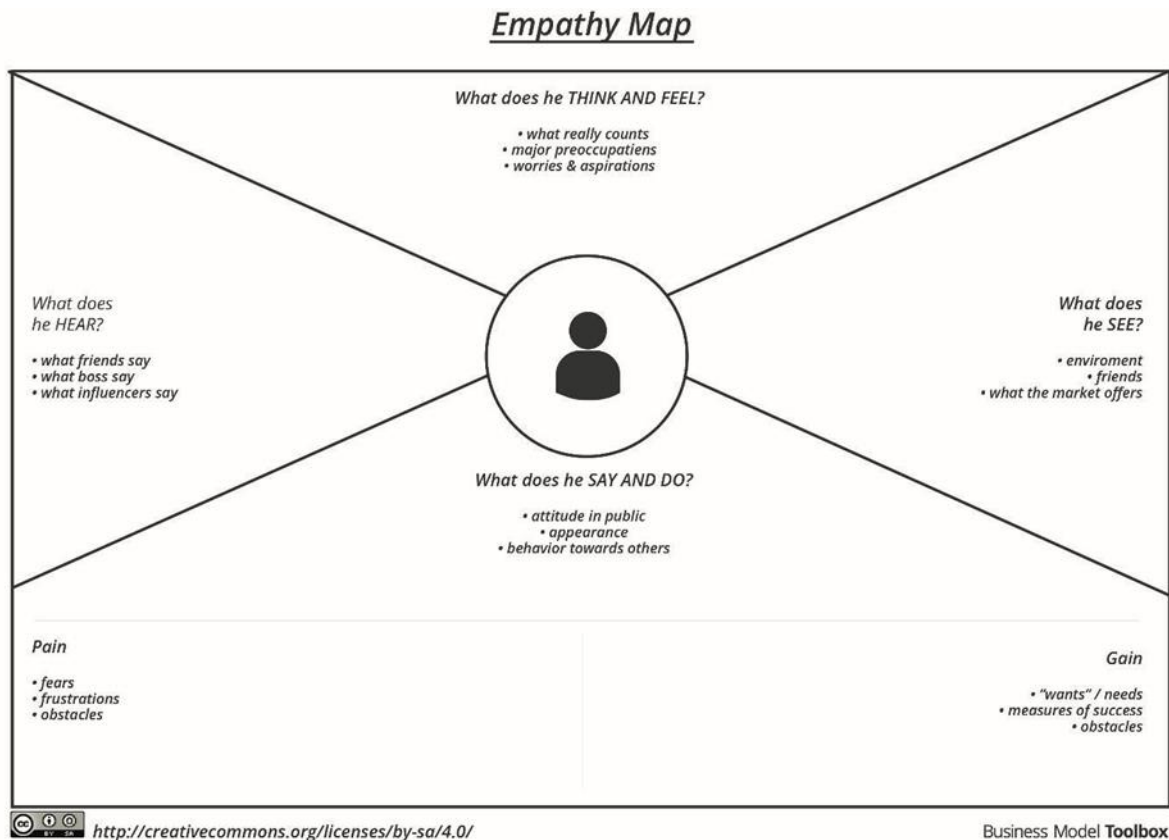 Empathy Map
What does he THINK AND FEEL?
• what really counts
• major preoccupatiens
• worries & aspirations
What does
he HEAR?
• what friends say
• what boss say
• what influencers say
What does
he SEE?
• enviroment
• friends
• what the market offers
What does he SAY AND DO?
• attitude in public
• appearance
• behavior towards others
Pain
• fears
• frustrations
• obstacles
Gain
• "wants" / needs
• measures of success
• obstacles
cc BY SA http://creativecommons.org/licenses/by-sa/4.0/
Business Model Toolbox